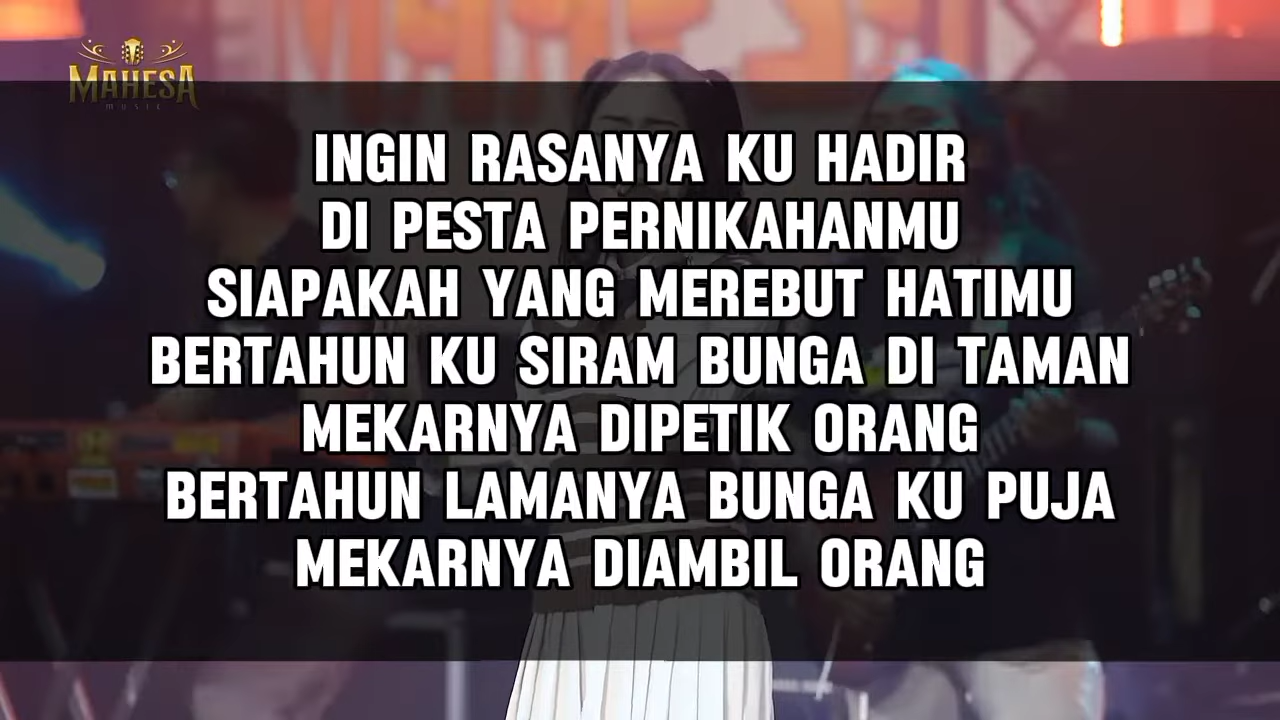 MAHESA
MUSIC
INGIN RASANYA KU HADIR
DI PESTA PERNIKAHANMU
SIAPAKAH YANG MEREBUT HATIMU
BERTAHUN KU SIRAM BUNGA DI TAMAN
MEKARNYA DIPETIK ORANG
BERTAHUN LAMANYA BUNGA KU PUJA
MEKARNYA DIAMBIL ORANG